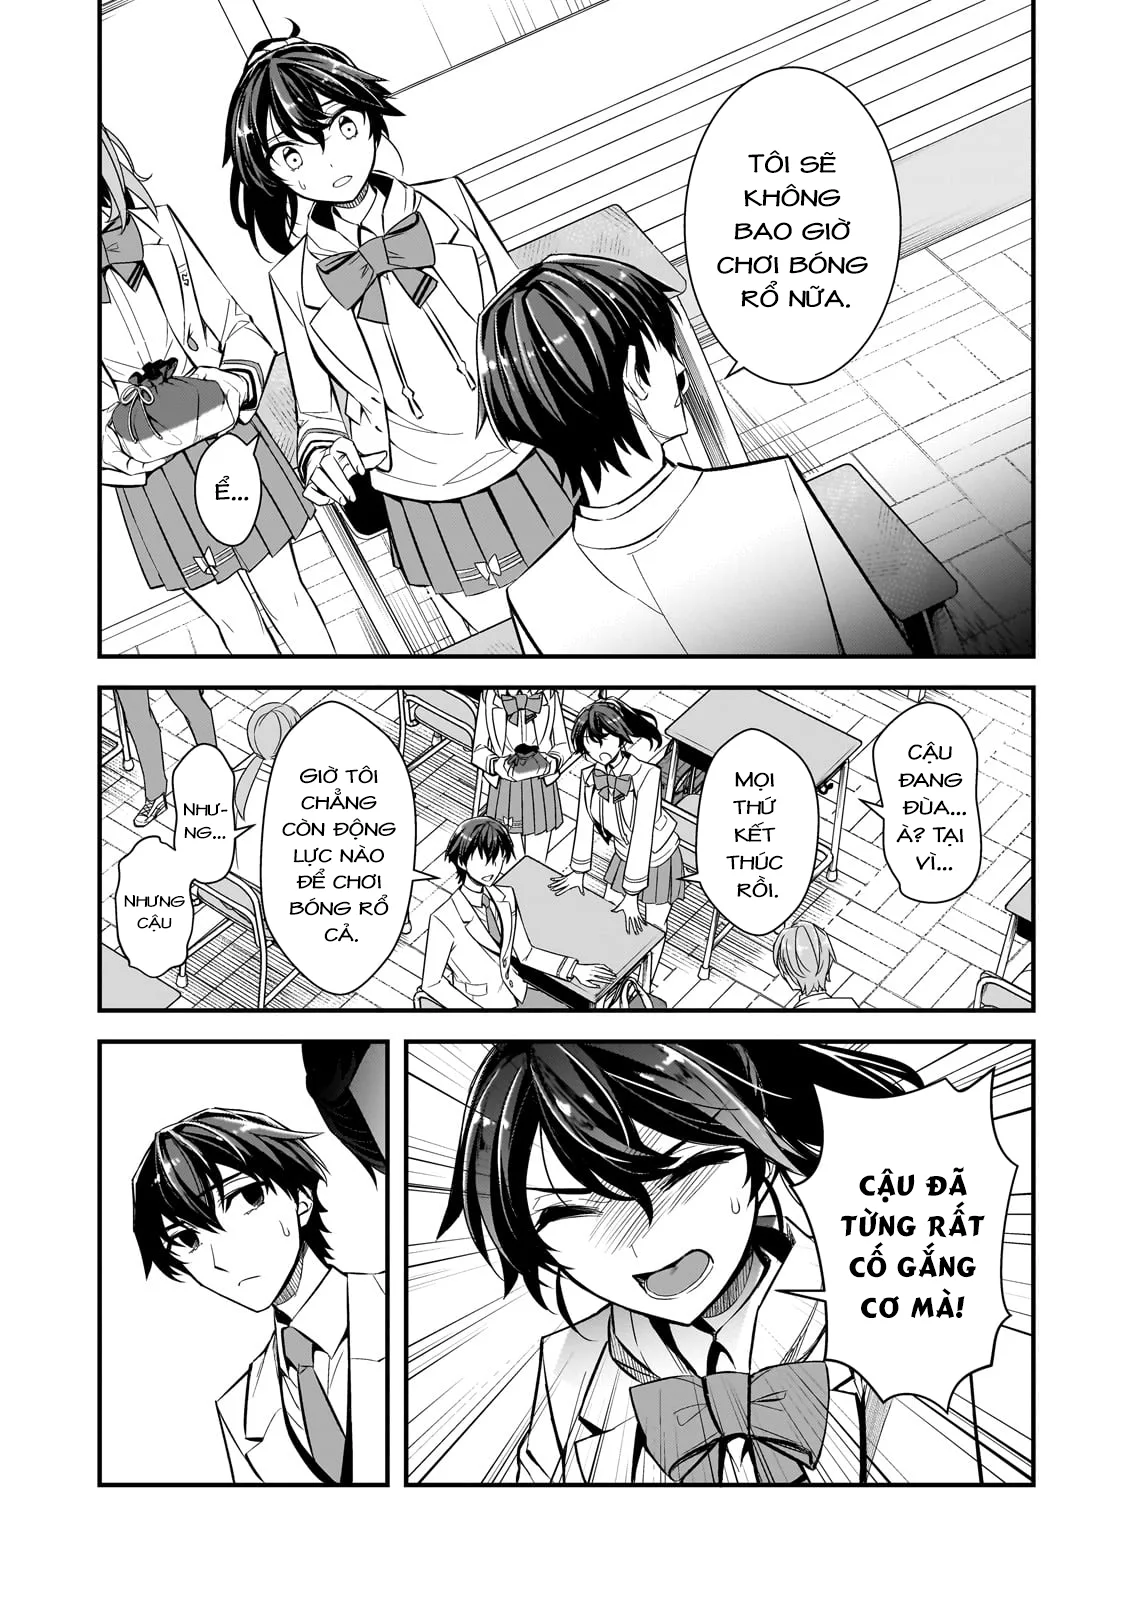 TÔI SẼ
KHÔNG
BAO GIỜ
CHƠI BÓNG
RỔ NỮA.
Ể...
CẬU
ĐANG
ĐÙA...
À? TẠI
VÌ...
MỌI
THỨ
KẾT
THÚC
RỒI.
GIỜ TÔI
CHẲNG
CÒN ĐỘNG
LỰC NÀO
ĐỂ CHƠI
BÓNG RỔ
CẢ.
NHƯ-
NG...
NHƯNG
CẬU
CẬU ĐÃ
TỪNG RẤT
CỐ GẮNG
CƠ MÀ!